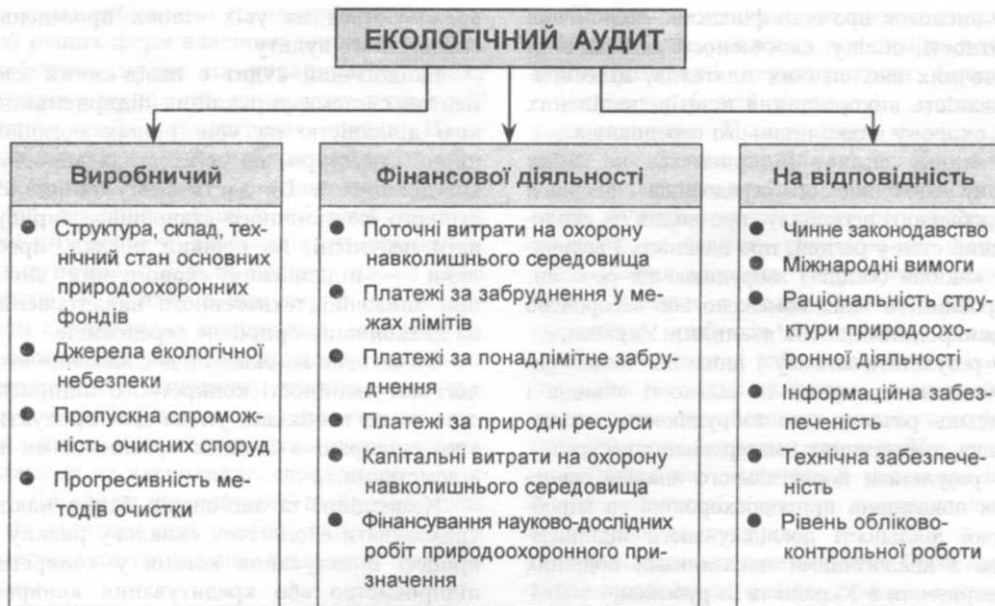 ЕКОЛОГІЧНИЙ АУДИТ
Виробничий
● Структура, склад, тех-
нічний стан основних
природоохоронних
фондів
● Джерела екологічної
небезпеки
● Пропускна спромож-
ність очисних споруд
● Прогресивність ме-
тодів очистки
Фінансової діяльності
● Поточні витрати на охорону
навколишнього середовища
● Платежі за забруднення у ме-
жах лімітів
● Платежі за понадлімітне забру-
днення
● Платежі за природні ресурси
● Капітальні витрати на охорону
навколишнього середовища
● Фінансування науково-дослідних
робіт природоохоронного при-
значення
На відповідність
● Чинне законодавство
● Міжнародні угоди
● Раціональність стру-
ктури природоохо-
ронної діяльності
● Інформаційна забез-
печеність
● Технічна забезпече-
ність
● Рівень обліково-
контрольної роботи